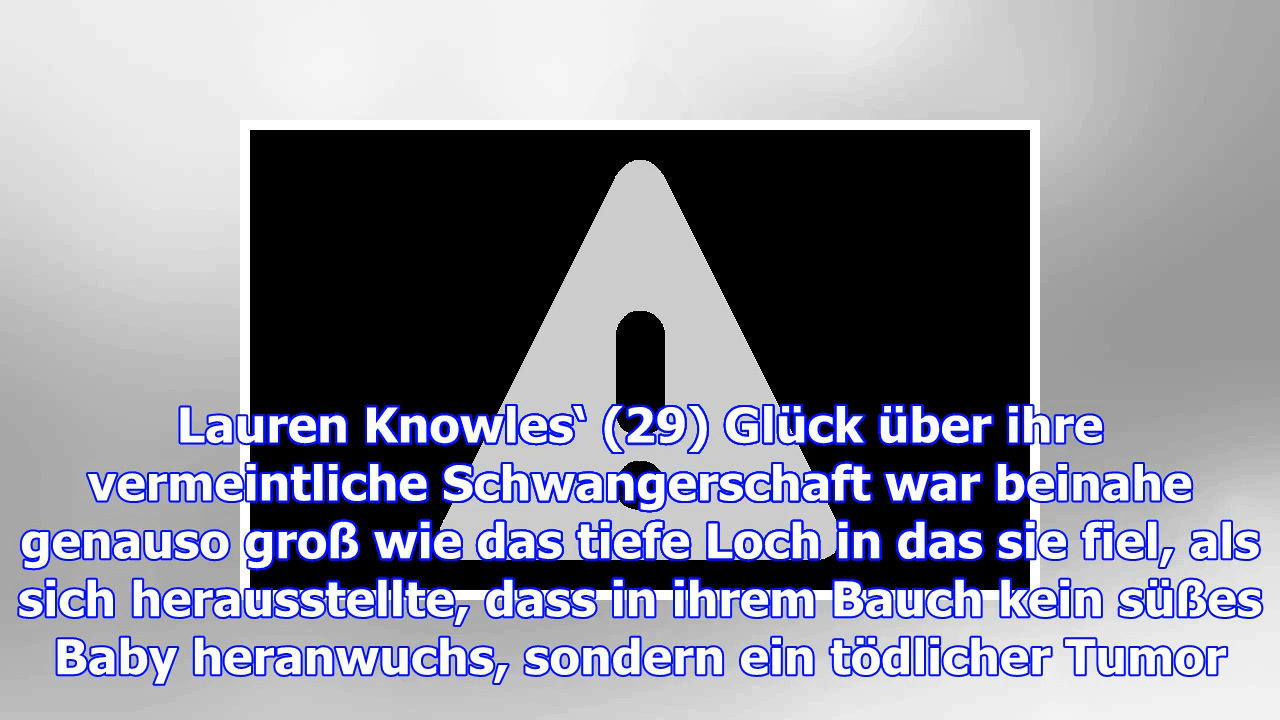 Lauren Knowles‘ (29) Glück über ihre
vermeintliche Schwangerschaft war beinahe
genauso groß wie das tiefe Loch in das sie fiel, als
sich herausstellte, dass in ihrem Bauch kein süßes
Baby heranwuchs, sondern ein tödlicher Tumor